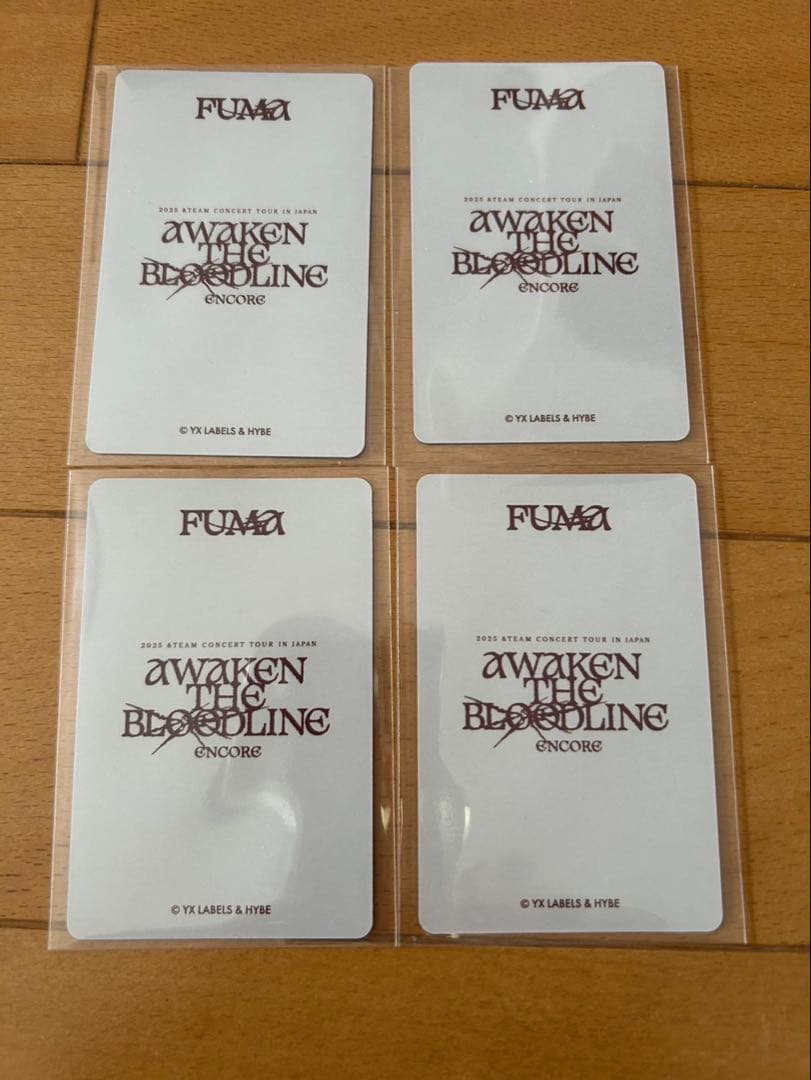 FUMA
2025 &TEAM CONCERT TOUR IN JAPAN
AWAKEN
THE
BLOODLINE
ENCORE
© YX LABELS & HYBE
FUMA
2025 &TEAM CONCERT TOUR IN JAPAN
AWAKEN
THE
BLOODLINE
ENCORE
© YX LABELS & HYBE
FUMA
2025 &TEAM CONCERT TOUR IN JAPAN
AWAKEN
THE
BLOODLINE
ENCORE
© YX LABELS & HYBE
FUMA
2025 &TEAM CONCERT TOUR IN JAPAN
AWAKEN
THE
BLOODLINE
ENCORE
© YX LABELS & HYBE